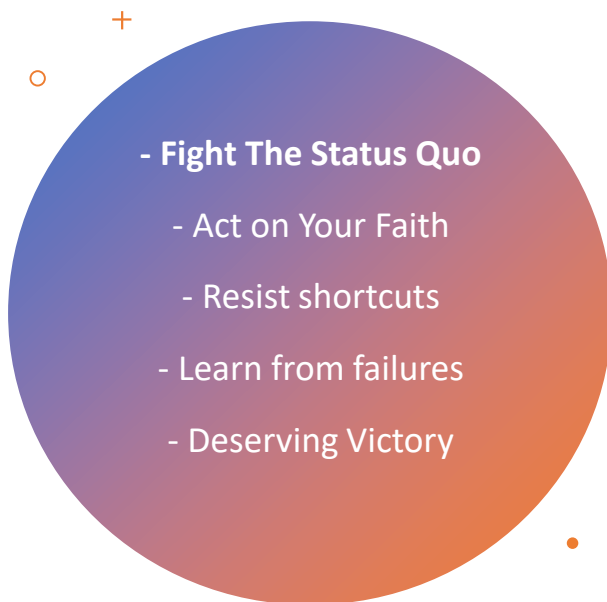 - Fight The Status Quo
- Act on Your Faith
- Resist shortcuts
- Learn from failures
- Deserving Victory